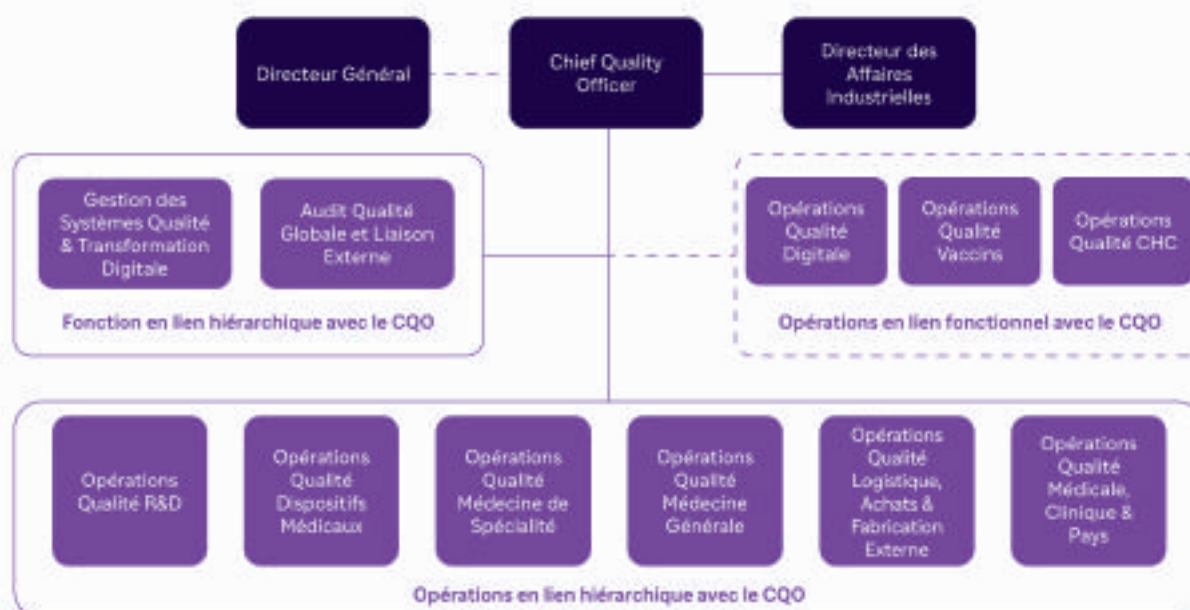 Directeur Général
Chief Quality
Officer
Directeur des
Affaires
Industrielles
Gestion des
Systèmes Qualité
& Transformation
Digitale
Audit Qualité
Globale et Liaison
Externe
Fonction en lien hiérarchique avec le CQO
Opérations
Qualité
Digitale
Opérations
Qualité
Vaccins
Opérations
Qualité CHC
Opérations en lien fonctionnel avec le CQO
Opérations
Qualité R&D
Opérations
Qualité
Dispositifs
Médicaux
Opérations
Qualité
Médecine de
Spécialité
Opérations
Qualité
Médecine
Générale
Opérations
Qualité
Logistique,
Achats &
Fabrication
Externe
Opérations
Qualité
Médicale,
Clinique &
Pays
Opérations en lien hiérarchique avec le CQO